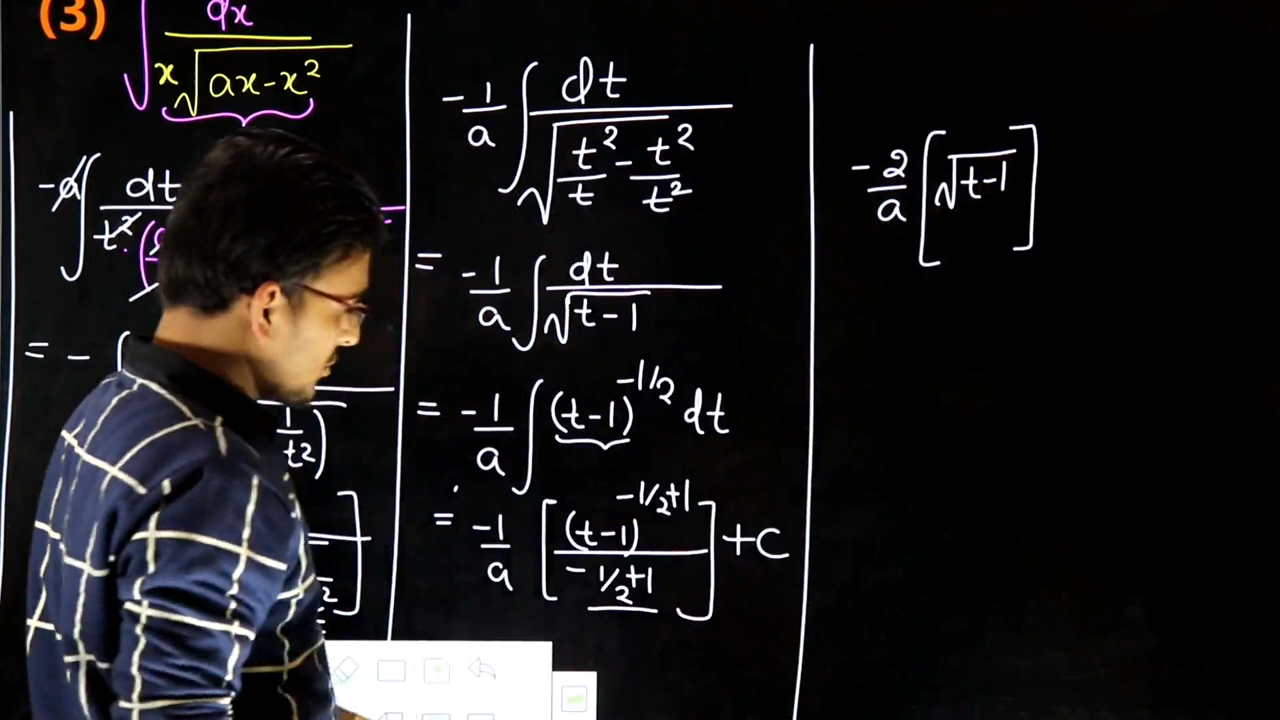 (3) ∫ dx / x√(ax-x²)
-a∫ dt / t²
= -
1/t²)
-1/a ∫ dt / √(t²/t - t²/t²)
= -1/a ∫ dt / √(t-1)
= -1/a ∫ (t-1)^(-1/2) dt
= -1/a [(t-1)^(-1/2+1) / (-1/2+1)] + c
-2/a [√(t-1)]